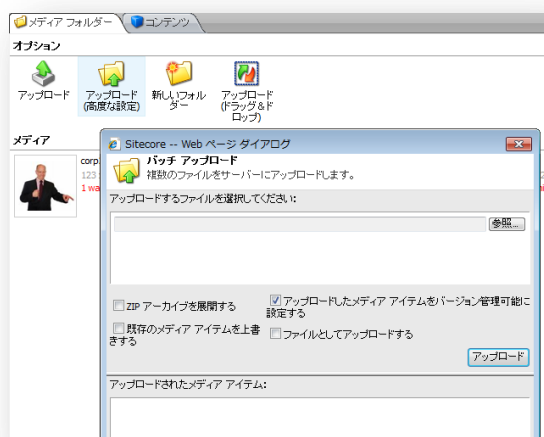 メディア フォルダー
コンテンツ
オプション
アップロード
アップロード
(高度な設定)
新しいフォル
ダー
アップロード
(ドラッグ&ド
ロップ)
メディア
corp
123
1 wa
Sitecore -- Web ページ ダイアログ
バッチ アップロード
複数のファイルをサーバーにアップロードします。
アップロードするファイルを選択してください:
参照...
ZIP アーカイブを展開する
アップロードしたメディア アイテムをバージョン管理可能に
設定する
既存のメディア アイテムを上書
きする
ファイルとしてアップロードする
アップロード
アップロードされたメディア アイテム: